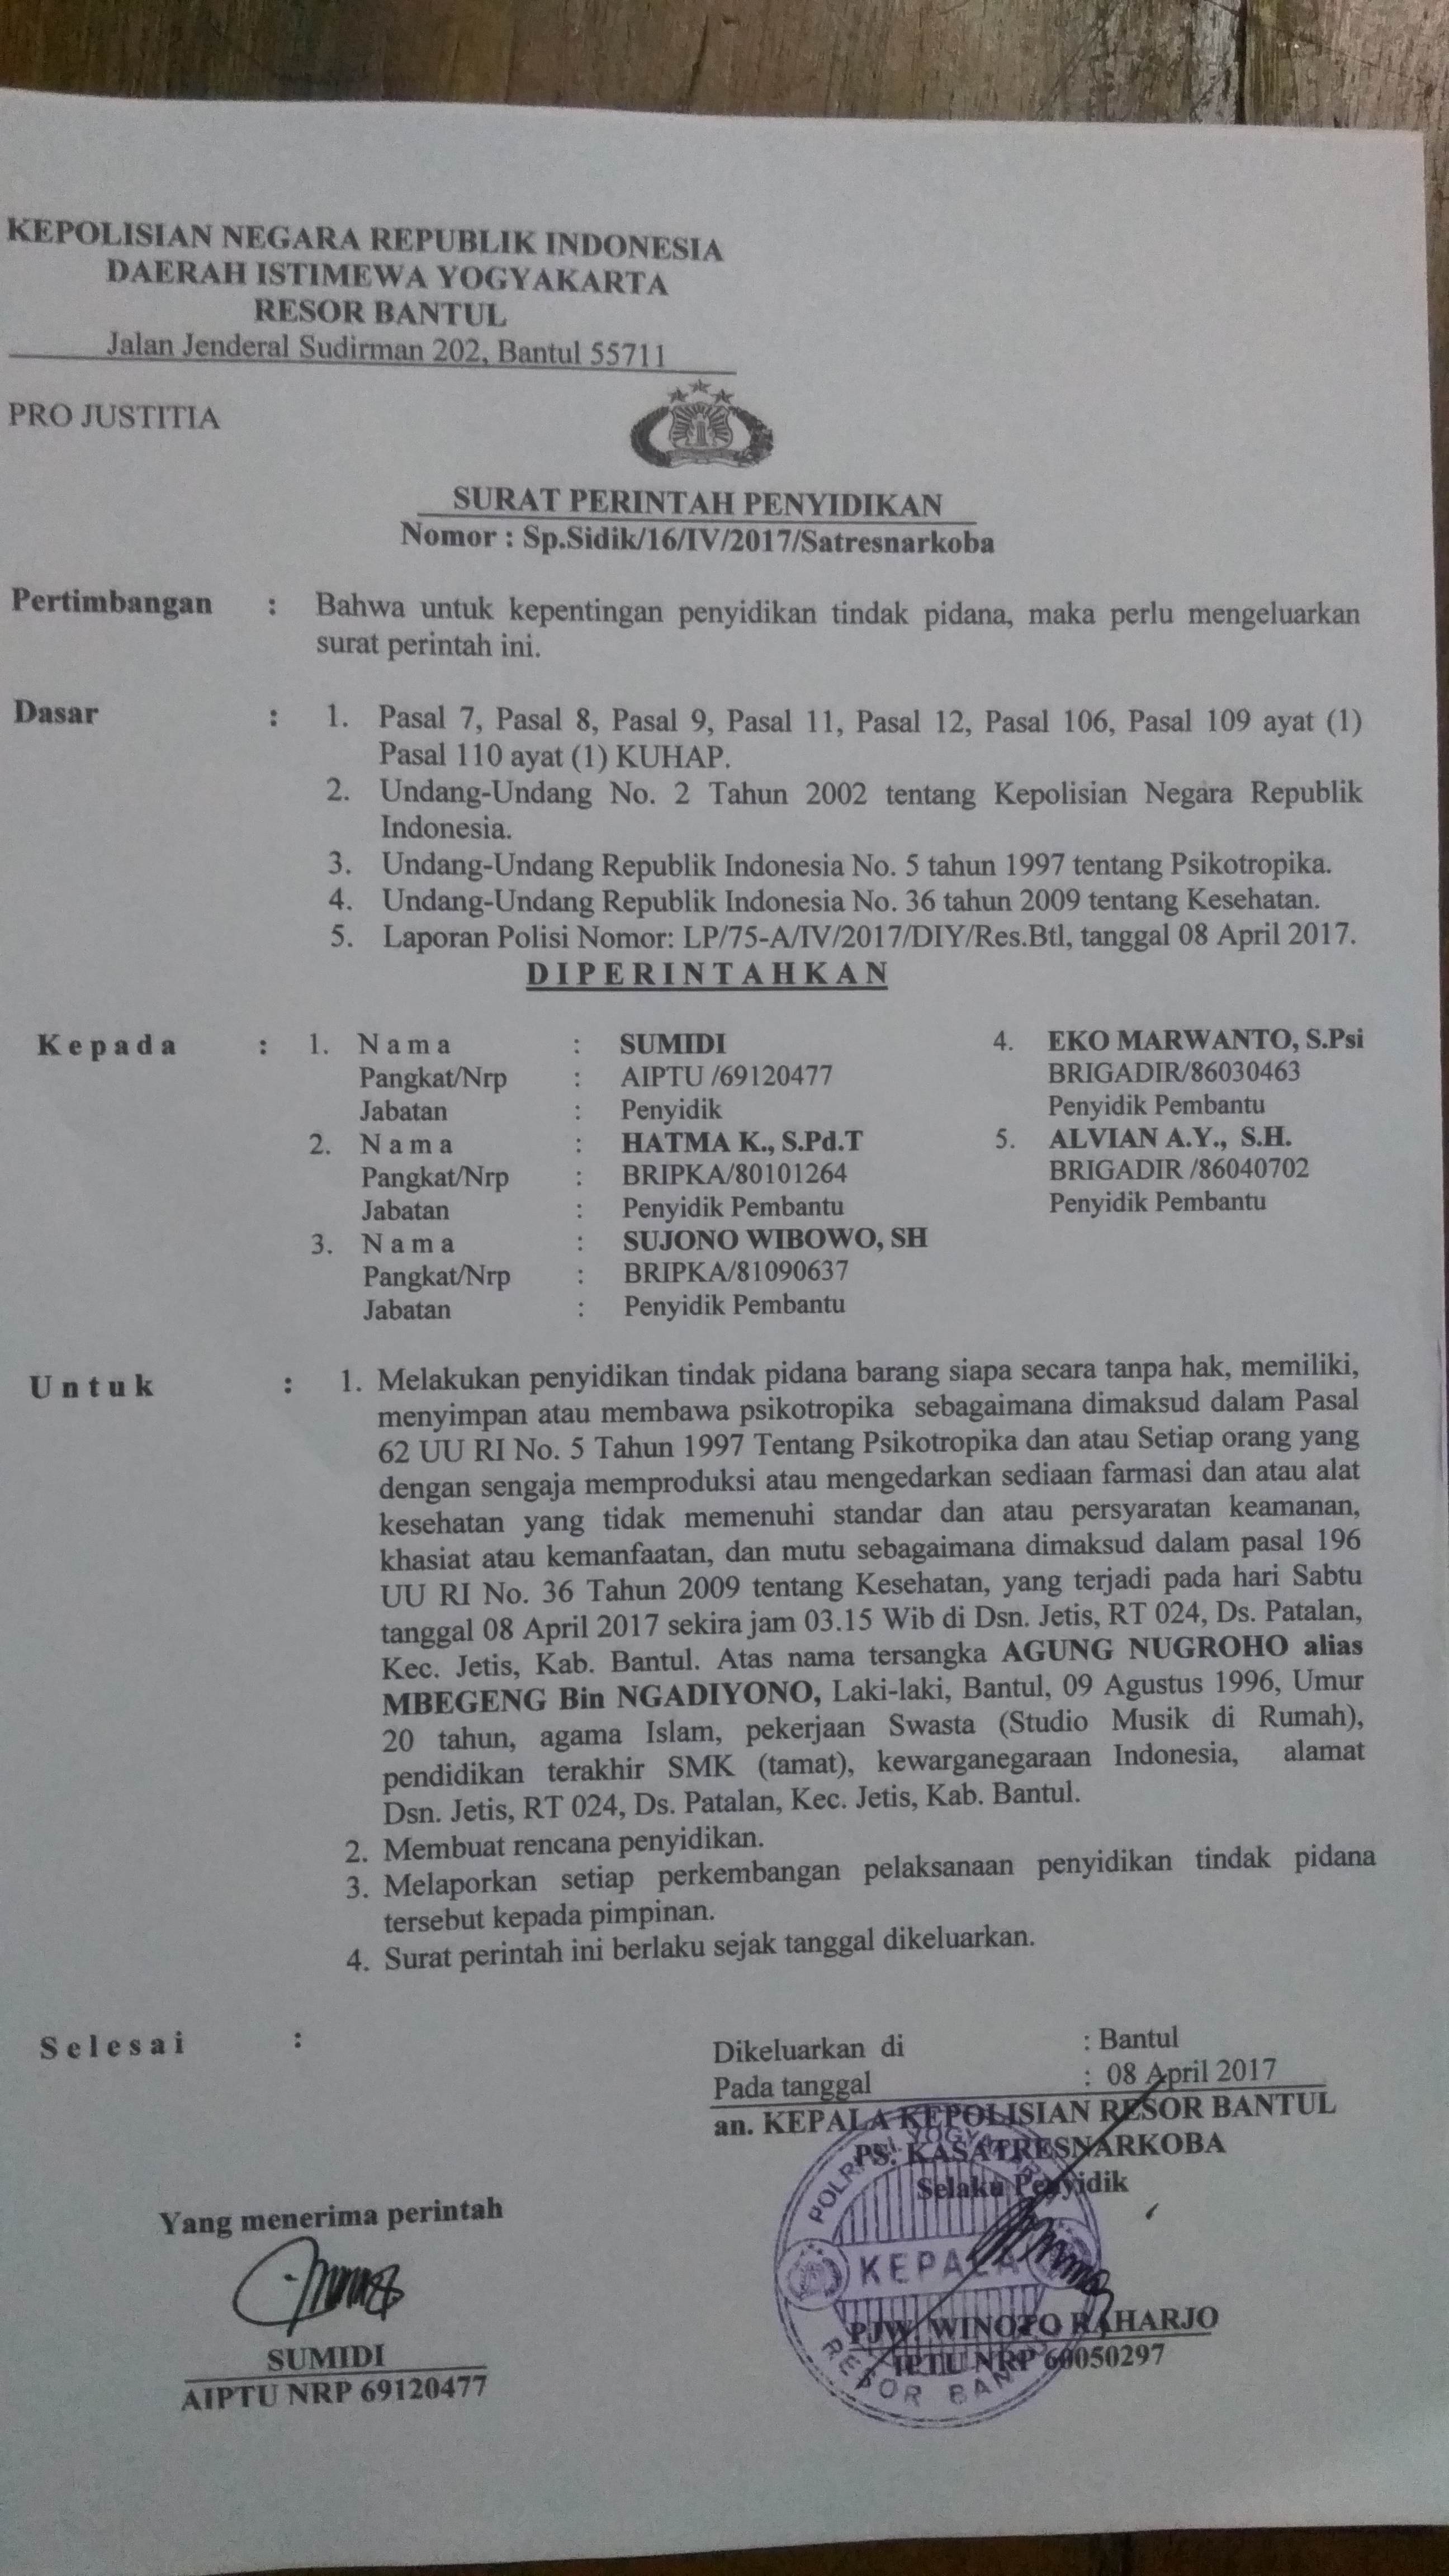 KEPOLISIAN NEGARA REPUBLIK INDONESIA
DAERAH ISTIMEWA YOGYAKARTA
RESOR BANTUL
Jalan Jenderal Sudirman 202, Bantul 55711
PRO JUSTITIA
SURAT PERINTAH PENYIDIKAN
Nomor : Sp.Sidik/16/IV/2017/Satresnarkoba
Pertimbangan : Bahwa untuk kepentingan penyidikan tindak pidana, maka perlu mengeluarkan
surat perintah ini.
Dasar : 1. Pasal 7, Pasal 8, Pasal 9, Pasal 11, Pasal 12, Pasal 106, Pasal 109 ayat (1)
Pasal 110 ayat (1) KUHAP.
2. Undang-Undang No. 2 Tahun 2002 tentang Kepolisian Negara Republik
Indonesia.
3. Undang-Undang Republik Indonesia No. 5 tahun 1997 tentang Psikotropika.
4. Undang-Undang Republik Indonesia No. 36 tahun 2009 tentang Kesehatan.
5. Laporan Polisi Nomor: LP/75-A/IV/2017/DIY/Res.Btl, tanggal 08 April 2017.
DIPERINTAHKAN
Kepada : 1. Nama : SUMIDI 4. EKO MARWANTO, S.Psi
Pangkat/Nrp : AIPTU /69120477 BRIGADIR/86030463
Jabatan : Penyidik Penyidik Pembantu
2. Nama : HATMA K., S.Pd.T 5. ALVIAN A.Y., S.H.
Pangkat/Nrp : BRIPKA/80101264 BRIGADIR /86040702
Jabatan : Penyidik Pembantu Penyidik Pembantu
3. Nama : SUJONO WIBOWO, SH
Pangkat/Nrp : BRIPKA/81090637
Jabatan : Penyidik Pembantu
Untuk : 1. Melakukan penyidikan tindak pidana barang siapa secara tanpa hak, memiliki,
menyimpan atau membawa psikotropika sebagaimana dimaksud dalam Pasal
62 UU RI No. 5 Tahun 1997 Tentang Psikotropika dan atau Setiap orang yang
dengan sengaja memproduksi atau mengedarkan sediaan farmasi dan atau alat
kesehatan yang tidak memenuhi standar dan atau persyaratan keamanan,
khasiat atau kemanfaatan, dan mutu sebagaimana dimaksud dalam pasal 196
UU RI No. 36 Tahun 2009 tentang Kesehatan, yang terjadi pada hari Sabtu
tanggal 08 April 2017 sekira jam 03.15 Wib di Dsn. Jetis, RT 024, Ds. Patalan,
Kec. Jetis, Kab. Bantul. Atas nama tersangka AGUNG NUGROHO alias
MBEGENG Bin NGADIYONO, Laki-laki, Bantul, 09 Agustus 1996, Umur
20 tahun, agama Islam, pekerjaan Swasta (Studio Musik di Rumah),
pendidikan terakhir SMK (tamat), kewarganegaraan Indonesia, alamat
Dsn. Jetis, RT 024, Ds. Patalan, Kec. Jetis, Kab. Bantul.
2. Membuat rencana penyidikan.
3. Melaporkan setiap perkembangan pelaksanaan penyidikan tindak pidana
tersebut kepada pimpinan.
4. Surat perintah ini berlaku sejak tanggal dikeluarkan.
Selesai :
Dikeluarkan di : Bantul
Pada tanggal : 08 April 2017
an. KEPALA KEPOLISIAN RESOR BANTUL
PS. KASATRESNARKOBA
Selaku Penyidik
KEPALA
PJW. WINOTO RAHARJO
IPTU NRP 60050297
RESOR
Yang menerima perintah
SUMIDI
AIPTU NRP 69120477